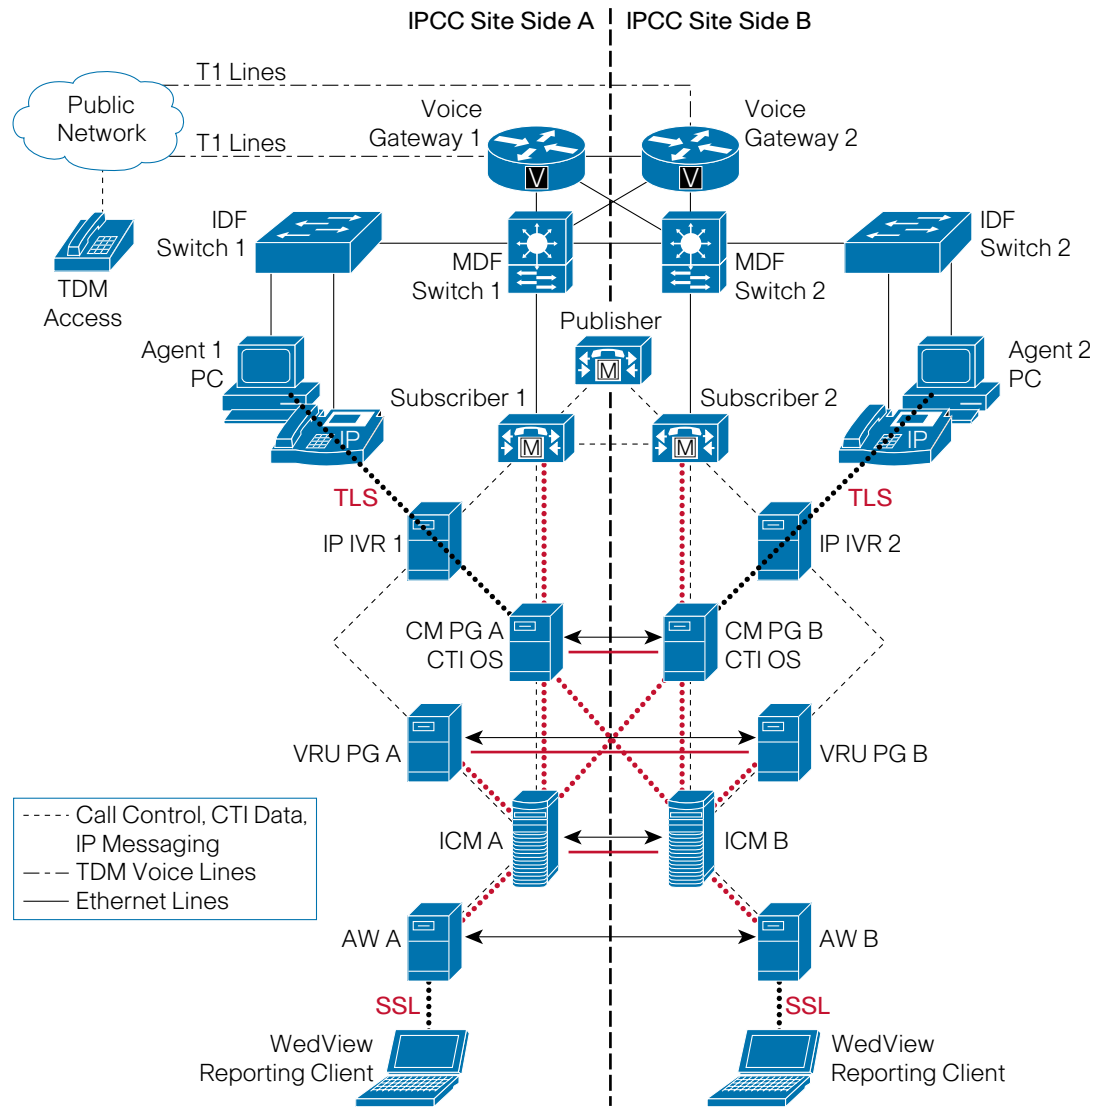 IPCC Site Side A
IPCC Site Side B
T1 Lines
Public
Network
Voice
Gateway 1
Voice
Gateway 2
T1 Lines
V
V
IDF
Switch 1
IDF
Switch 2
MDF
Switch 1
MDF
Switch 2
TDM
Access
Publisher
M
Agent 1
PC
Agent 2
PC
Subscriber 1
Subscriber 2
M
M
IP
IP
TLS
TLS
IP IVR 1
IP IVR 2
CM PG A
CTI OS
CM PG B
CTI OS
VRU PG A
VRU PG B
Call Control, CTI Data,
IP Messaging
TDM Voice Lines
Ethernet Lines
ICM A
ICM B
AW A
AW B
SSL
SSL
WedView
Reporting Client
WedView
Reporting Client